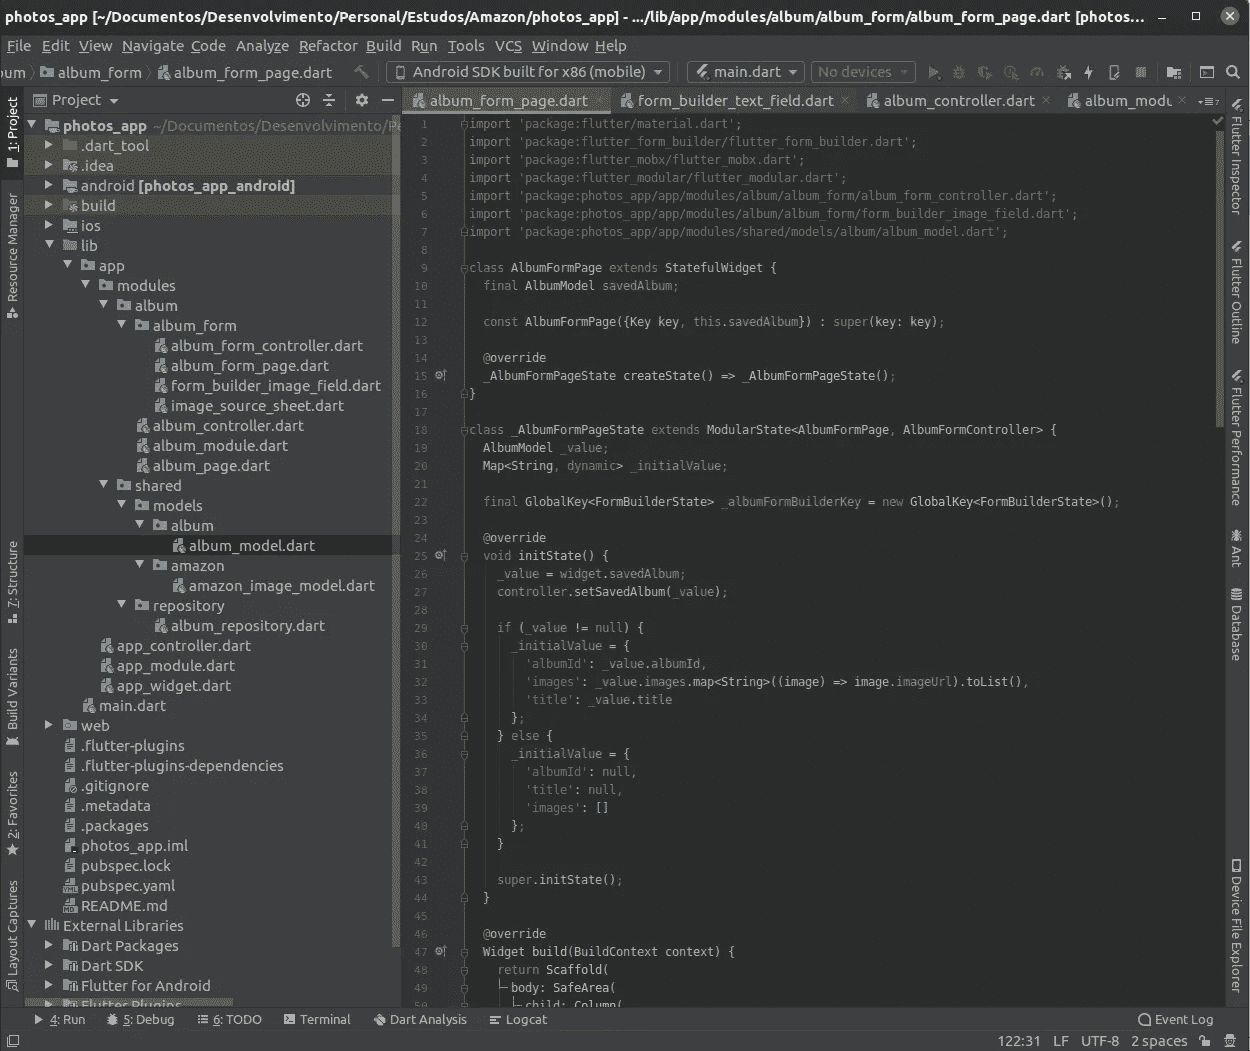 photos_app [~/Documentos/Desenvolvimento/Personal/Estudos/Amazon/photos_app] - .../lib/app/modules/album/album_form/album_form_page.dart [photos...
File Edit View Navigate Code Analyze Refactor Build Run Tools VCS Window Help
album_form album_form_page.dart Android SDK built for x86 (mobile) main.dart No devices
Project
album_form_page.dart form_builder_text_field.dart album_controller.dart
photos_app ~/Documentos/Desenvolvimento/
.dart_tool
.idea
android [photos_app_android]
build
ios
lib
app
modules
album
album_form
album_form_controller.dart
album_form_page.dart
form_builder_image_field.dart
image_source_sheet.dart
album_controller.dart
album_module.dart
album_page.dart
shared
models
album
album_model.dart
amazon
amazon_image_model.dart
repository
album_repository.dart
app_controller.dart
app_module.dart
app_widget.dart
main.dart
web
.flutter-plugins
.flutter-plugins-dependencies
.gitignore
.metadata
.packages
photos_app.iml
pubspec.lock
pubspec.yaml
README.md
External Libraries
Dart Packages
Dart SDK
Flutter for Android
Flutter Plugins
1 import 'package:flutter/material.dart';
2 import 'package:flutter_form_builder/flutter_form_builder.dart';
3 import 'package:flutter_mobx/flutter_mobx.dart';
4 import 'package:flutter_modular/flutter_modular.dart';
5 import 'package:photos_app/app/modules/album/album_form/album_form_controller.dart';
6 import 'package:photos_app/app/modules/album/album_form/form_builder_image_field.dart';
7 import 'package:photos_app/app/modules/shared/models/album/album_model.dart';
8
9 class AlbumFormPage extends StatefulWidget {
10 final AlbumModel savedAlbum;
11
12 const AlbumFormPage({Key key, this.savedAlbum}) : super(key: key);
13
14 @override
15 _AlbumFormPageState createState() => _AlbumFormPageState();
16 }
17
18 class _AlbumFormPageState extends ModularState<AlbumFormPage, AlbumFormController> {
19 AlbumModel _value;
20 Map<String, dynamic> _initialValue;
21
22 final GlobalKey<FormBuilderState> _albumFormBuilderKey = new GlobalKey<FormBuilderState>();
23
24 @override
25 void initState() {
26 _value = widget.savedAlbum;
27 controller.setSavedAlbum(_value);
28
29 if (_value != null) {
30 _initialValue = {
31 'albumId': _value.albumId,
32 'images': _value.images.map<String>((image) => image.imageUrl).toList(),
33 'title': _value.title
34 };
35 } else {
36 _initialValue = {
37 'albumId': null,
38 'title': null,
39 'images': []
40 };
41 }
42
43 super.initState();
44 }
45
46 @override
47 Widget build(BuildContext context) {
48 return Scaffold(
49 body: SafeArea(
50 child: Column(
1: Project
Resource Manager
7: Structure
Build Variants
2: Favorites
Layout Captures
Flutter Inspector
Flutter Outline
Flutter Performance
Ant
Database
Device File Explorer
4: Run 5: Debug 6: TODO Terminal Dart Analysis Logcat Event Log
122:31 LF UTF-8 2 spaces